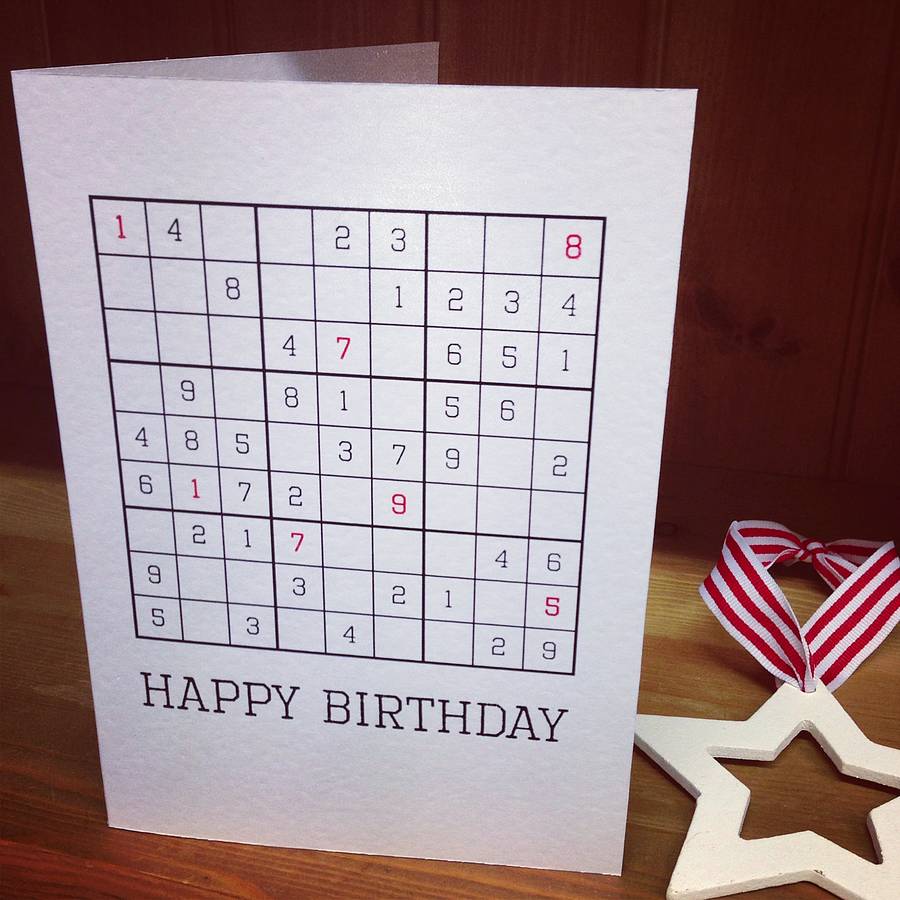 1 4 2 3 8
8 1 2 3 4
4 7 6 5 1
9 8 1 5 6
4 8 5 3 7 9 2
6 1 7 2 9
2 1 7 4 6
9 3 2 1 5
5 3 4 2 9
HAPPY BIRTHDAY